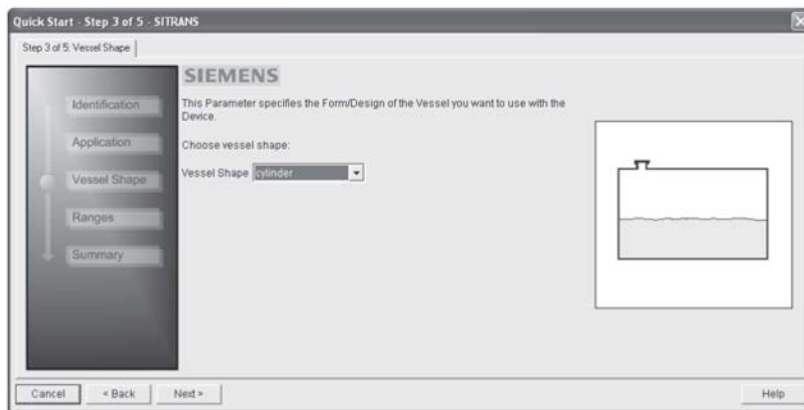 Quick Start - Step 3 of 5 - SITRANS
Step 3 of 5: Vessel Shape
SIEMENS
Identification
Application
Vessel Shape
Ranges
Summary
This Parameter specifies the Form/Design of the Vessel you want to use with the
Device.
Choose vessel shape:
Vessel Shape cylinder
Cancel
< Back
Next >
Help